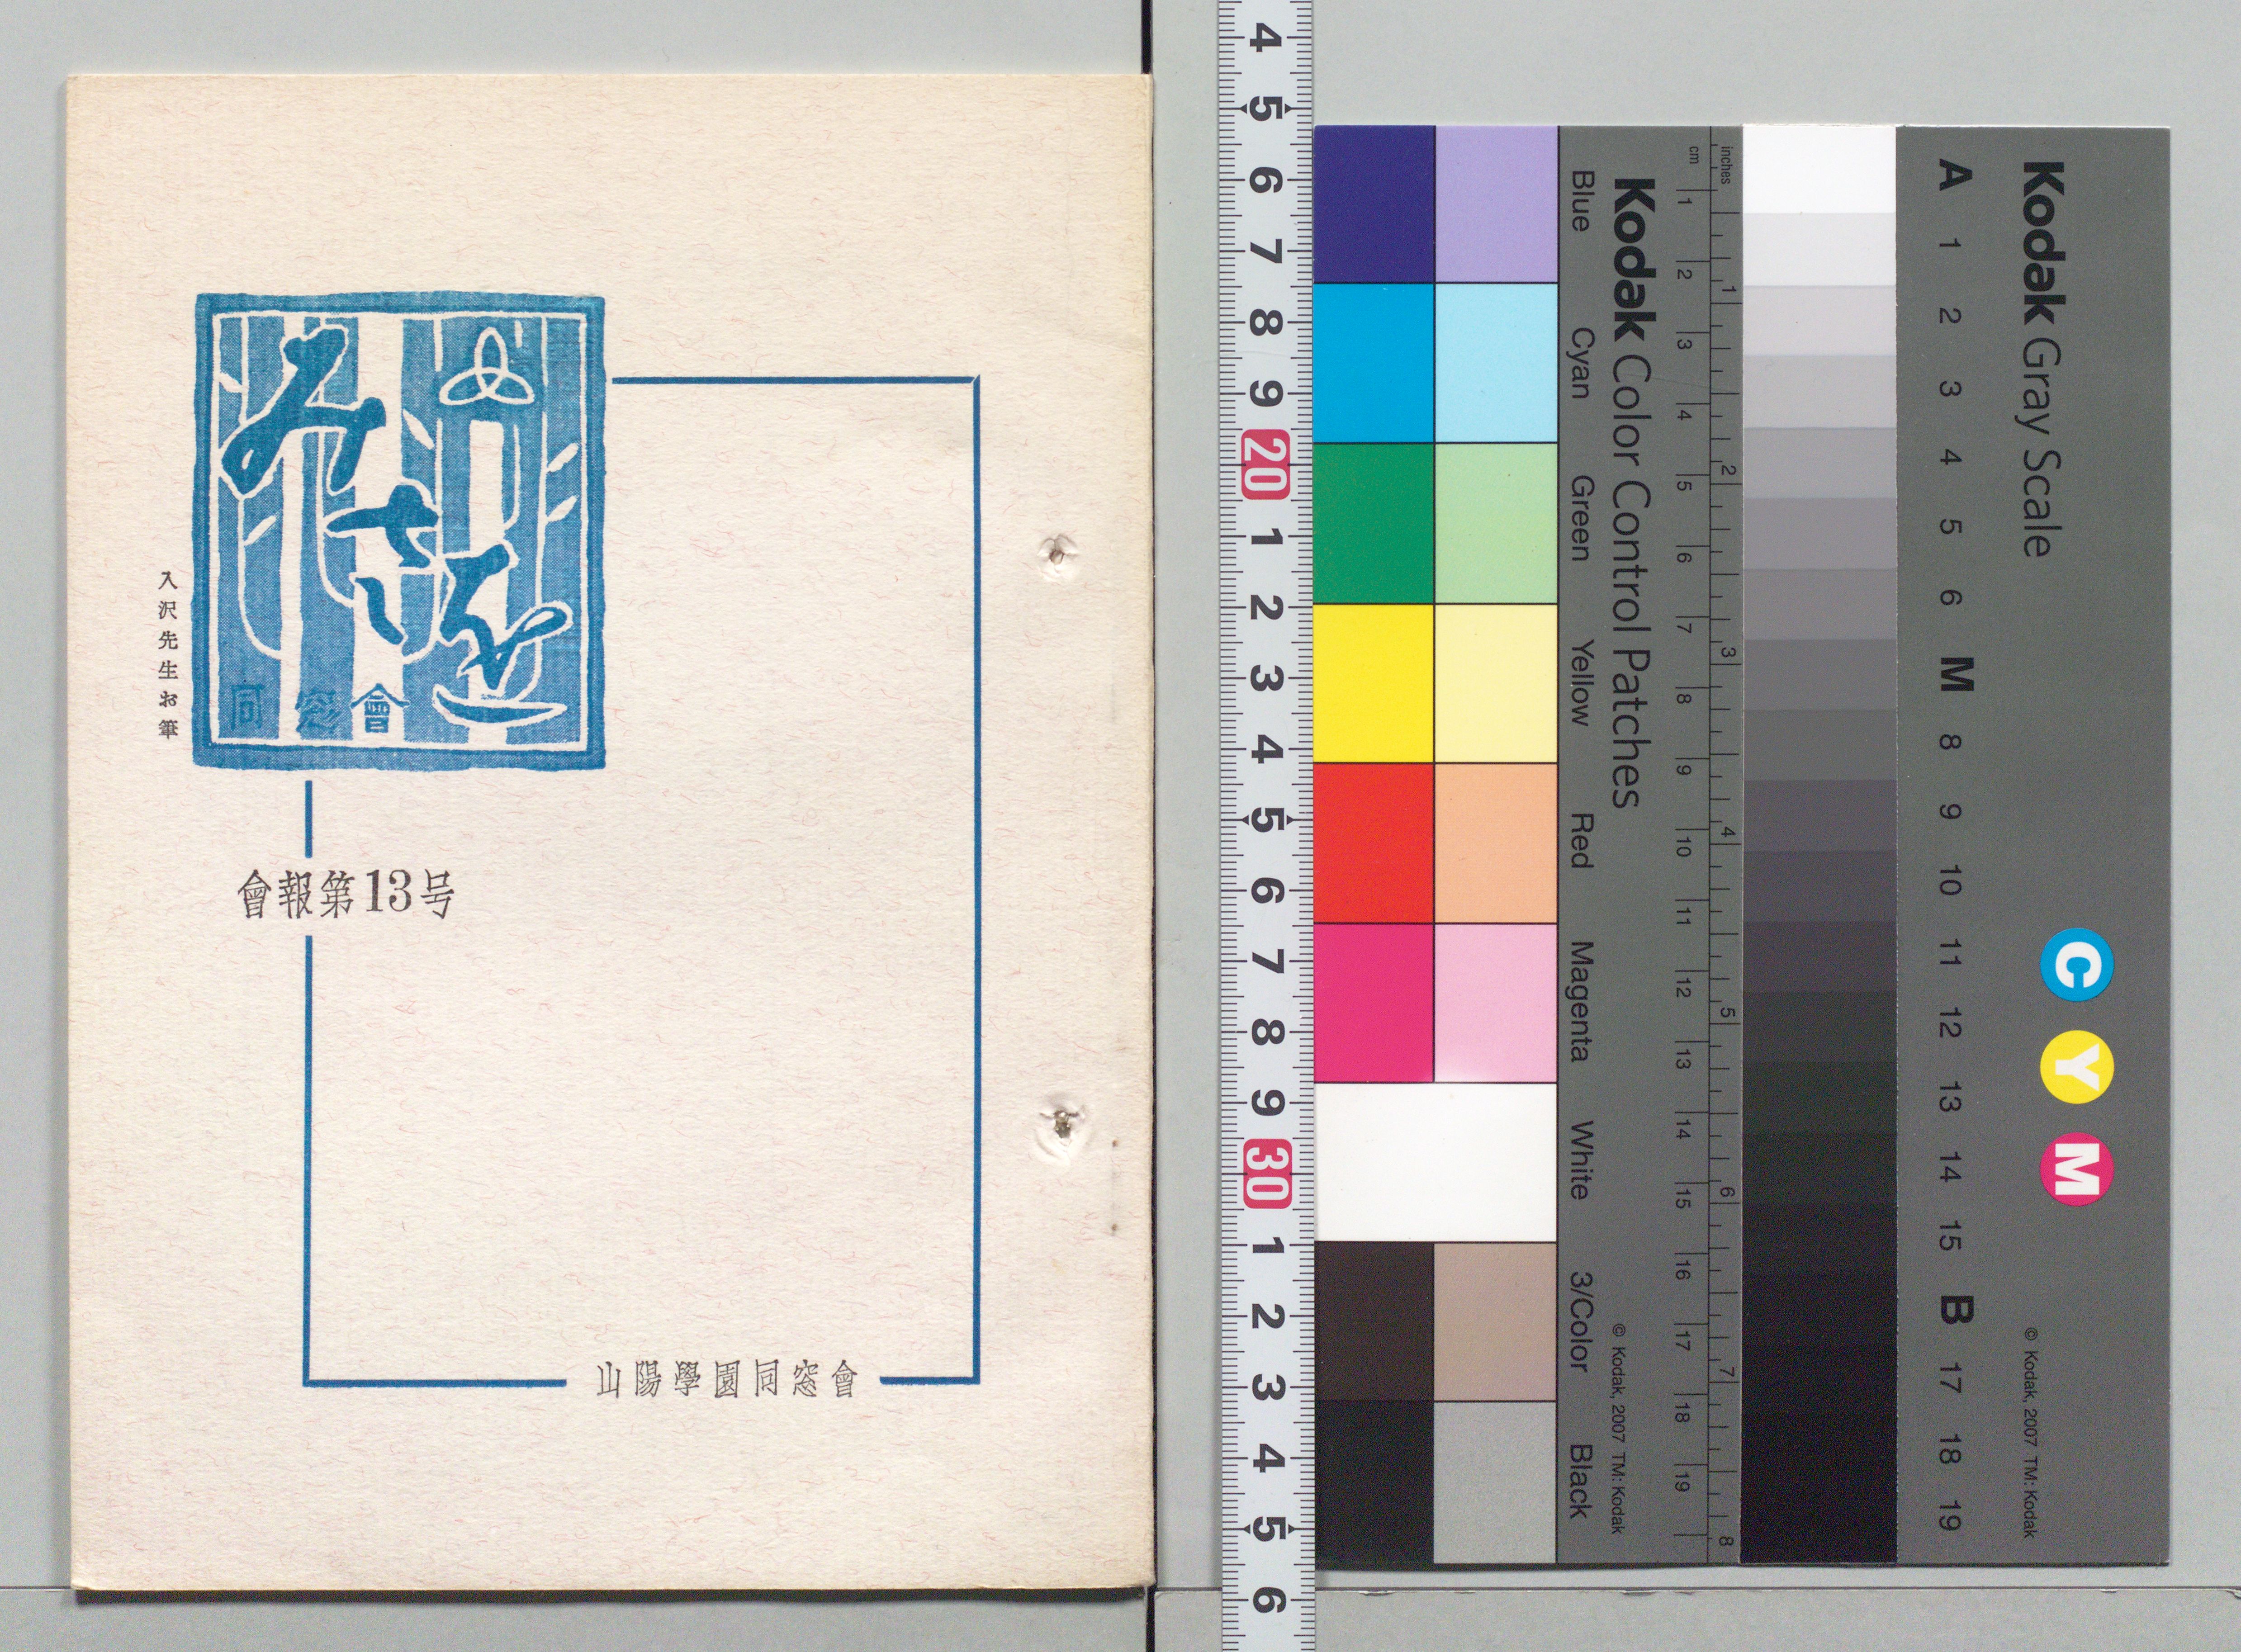 みさを
同窓會
入沢先生お筆
會報第13号
山陽學園同窓會
4 5 6 7 8 9 20 1 2 3 4 5 6 7 8 9 30 1 2 3 4 5 6
Blue Cyan Green Yellow Red Magenta White 3/Color Black
Kodak Color Control Patches
© Kodak, 2007 TM: Kodak
cm 1 2 3 4 5 6 7 8 9 10 11 12 13 14 15 16 17 18 19
inches 1 2 3 4 5 6 7 8
A 1 2 3 4 5 6 M 8 9 10 11 12 13 14 15 B 17 18 19
Kodak Gray Scale
C Y M
© Kodak, 2007 TM: Kodak